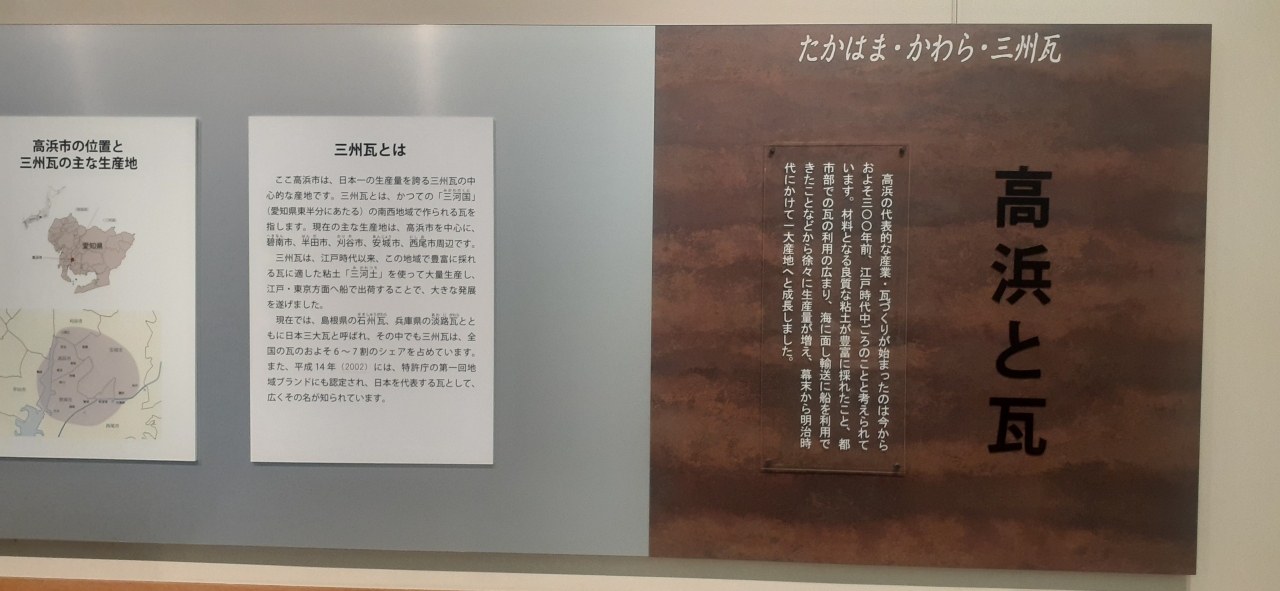 たかはま・かわら・三州瓦
高浜と瓦
高浜の代表的な産業・瓦づくりが始まったのは今から
およそ三〇〇年前、江戸時代中ごろのことと考えられて
います。材料となる良質な粘土が豊富に採れたこと、都
市部での瓦の利用の広まり、海に面し輸送に船を利用で
きたことなどから徐々に生産量が増え、幕末から明治時
代にかけて一大産地へと成長しました。
三州瓦とは
ここ高浜市は、日本一の生産量を誇る三州瓦の中
心的な産地です。三州瓦とは、かつての「三河国」
(愛知県東半分にあたる)の南西地域で作られる瓦を
指します。現在の主な生産地は、高浜市を中心に、
碧南市、半田市、刈谷市、安城市、西尾市周辺です。
三州瓦は、江戸時代以来、この地域で豊富に採れ
る瓦に適した粘土「三河土」を使って大量生産し、
江戸・東京方面へ船で出荷することで、大きな発展
を遂げました。
現在では、島根県の石州瓦、兵庫県の淡路瓦とと
もに日本三大瓦と呼ばれ、その中でも三州瓦は、全
国の瓦のおよそ6~7割のシェアを占めています。
また、平成14年(2002)には、特許庁の第一回地
域ブランドにも認定され、日本を代表する瓦として、
広くその名が知られています。
高浜市の位置と
三州瓦の主な生産地
愛知県